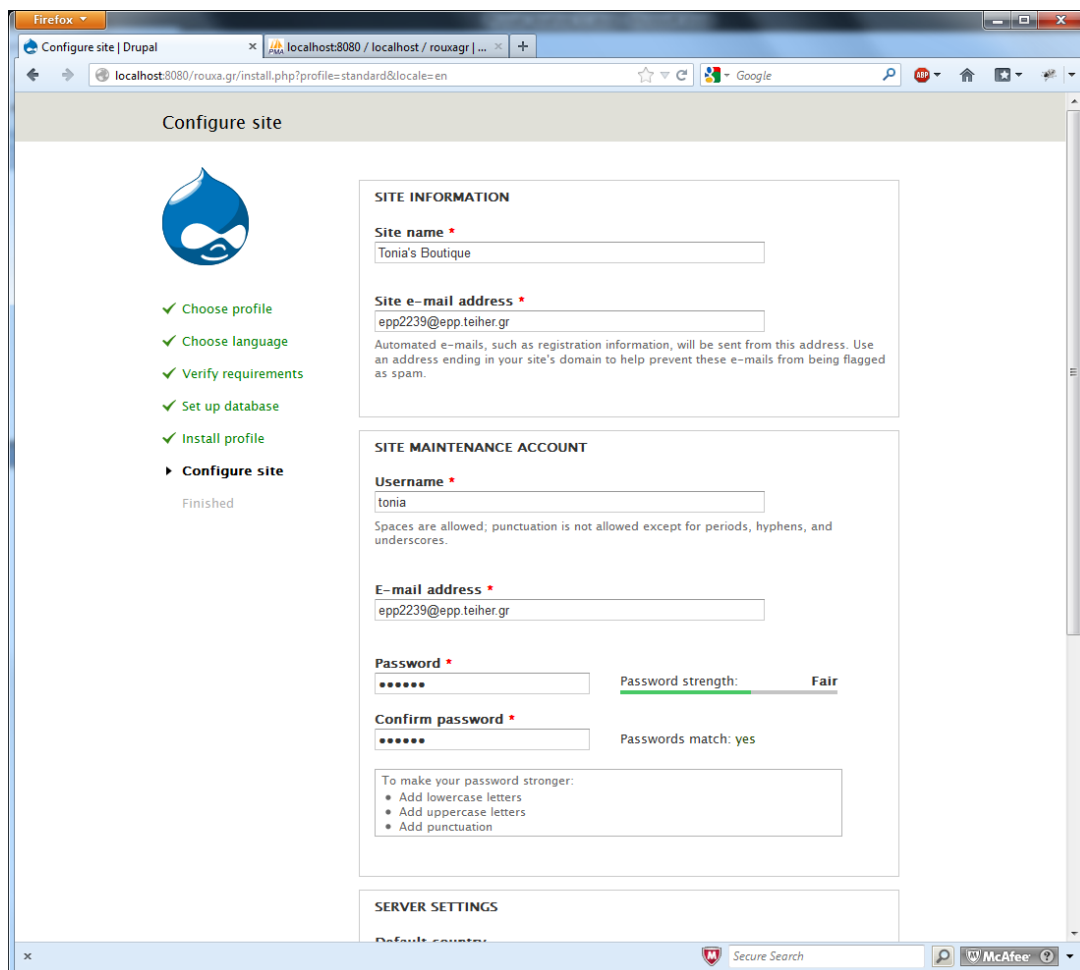 Firefox
Configure site | Drupal
localhost:8080 / localhost / rouxagr | ...
localhost:8080/rouxa.gr/install.php?profile=standard&locale=en
Google
ABP
Configure site
Choose profile
Choose language
Verify requirements
Set up database
Install profile
Configure site
Finished
SITE INFORMATION
Site name *
Tonia's Boutique
Site e-mail address *
epp2239@epp.teiher.gr
Automated e-mails, such as registration information, will be sent from this address. Use
an address ending in your site's domain to help prevent these e-mails from being flagged
as spam.
SITE MAINTENANCE ACCOUNT
Username *
tonia
Spaces are allowed; punctuation is not allowed except for periods, hyphens, and
underscores.
E-mail address *
epp2239@epp.teiher.gr
Password *
Password strength: Fair
Confirm password *
Passwords match: yes
To make your password stronger:
• Add lowercase letters
• Add uppercase letters
• Add punctuation
SERVER SETTINGS
Default country
Secure Search
McAfee